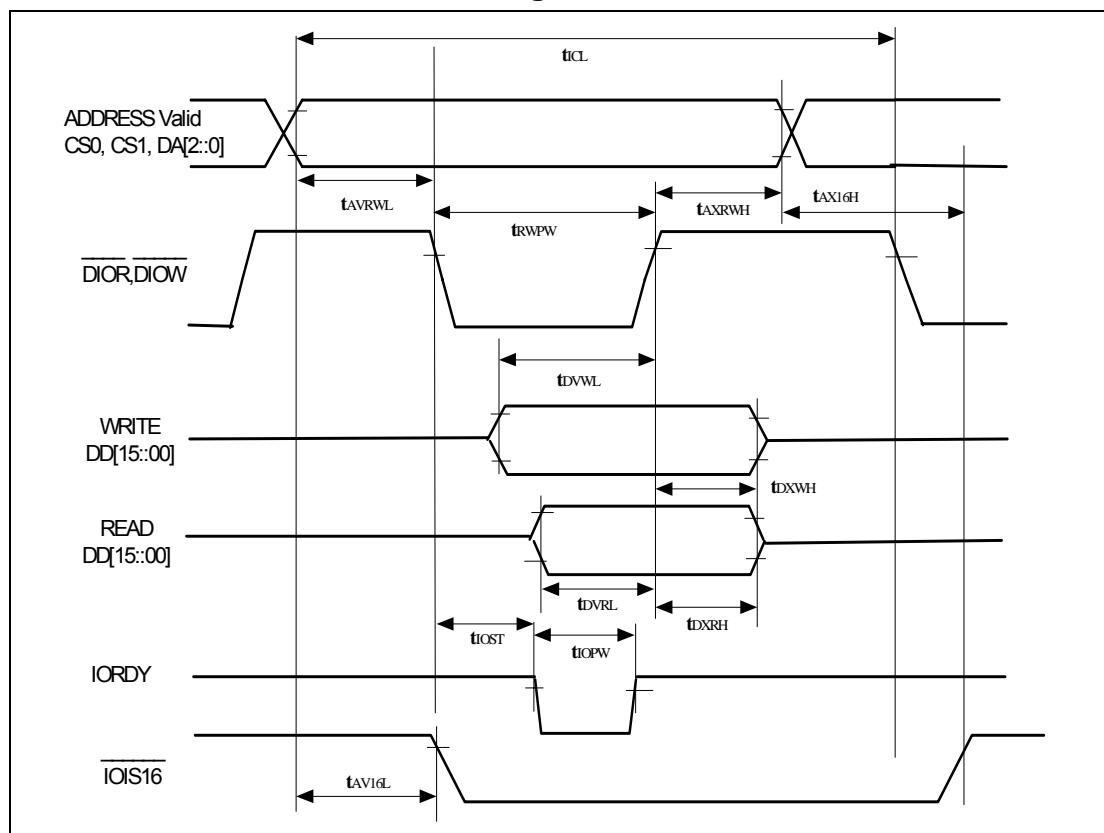 tICL
ADDRESS Valid
CS0, CS1, DA[2::0]
tAVRWL
tRWPW
tAXRWH
tAX16H
DIOR,DIOW
tDVWL
WRITE
DD[15::00]
tDXWH
READ
DD[15::00]
tDVRL
tDXRH
tIOST
tIOPW
IORDY
IOIS16
tAV16L